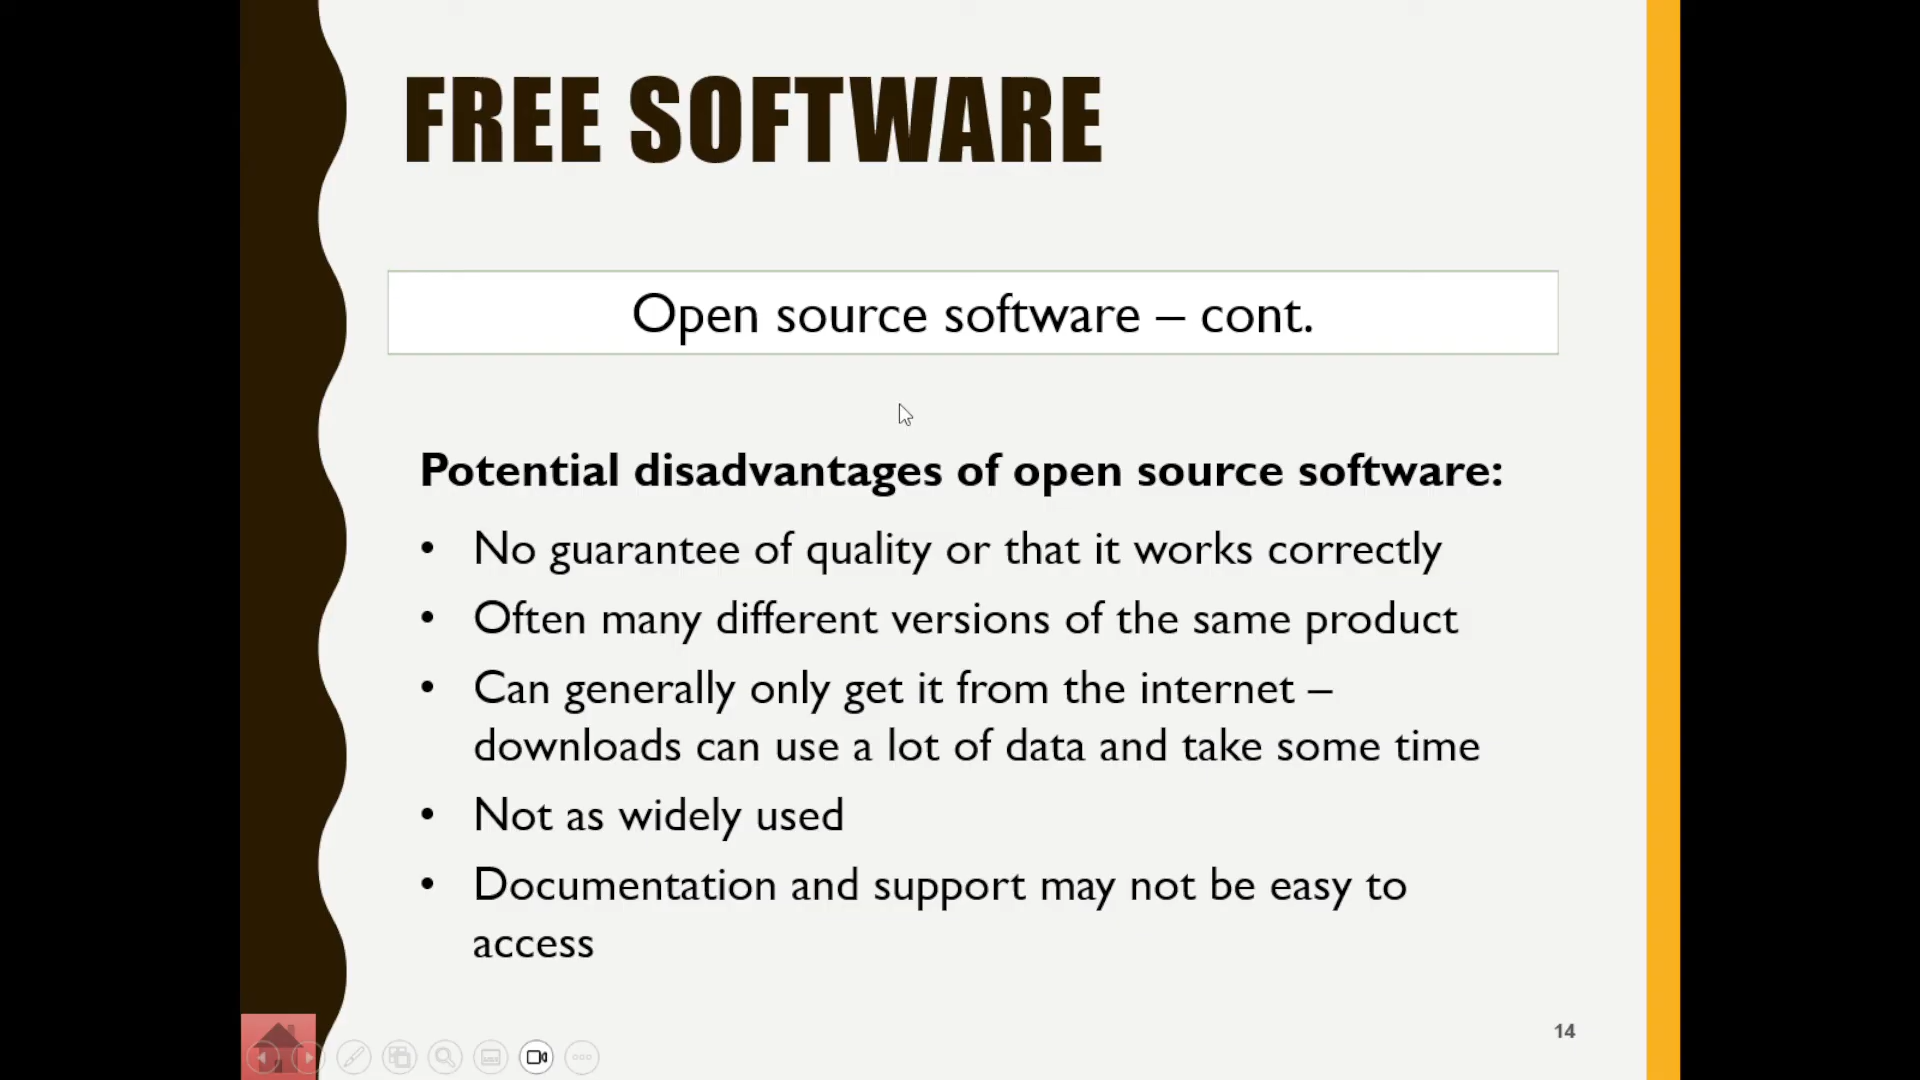 FREE SOFTWARE
Open source software – cont.
Potential disadvantages of open source software:
• No guarantee of quality or that it works correctly
• Often many different versions of the same product
• Can generally only get it from the internet –
downloads can use a lot of data and take some time
• Not as widely used
• Documentation and support may not be easy to
access
14